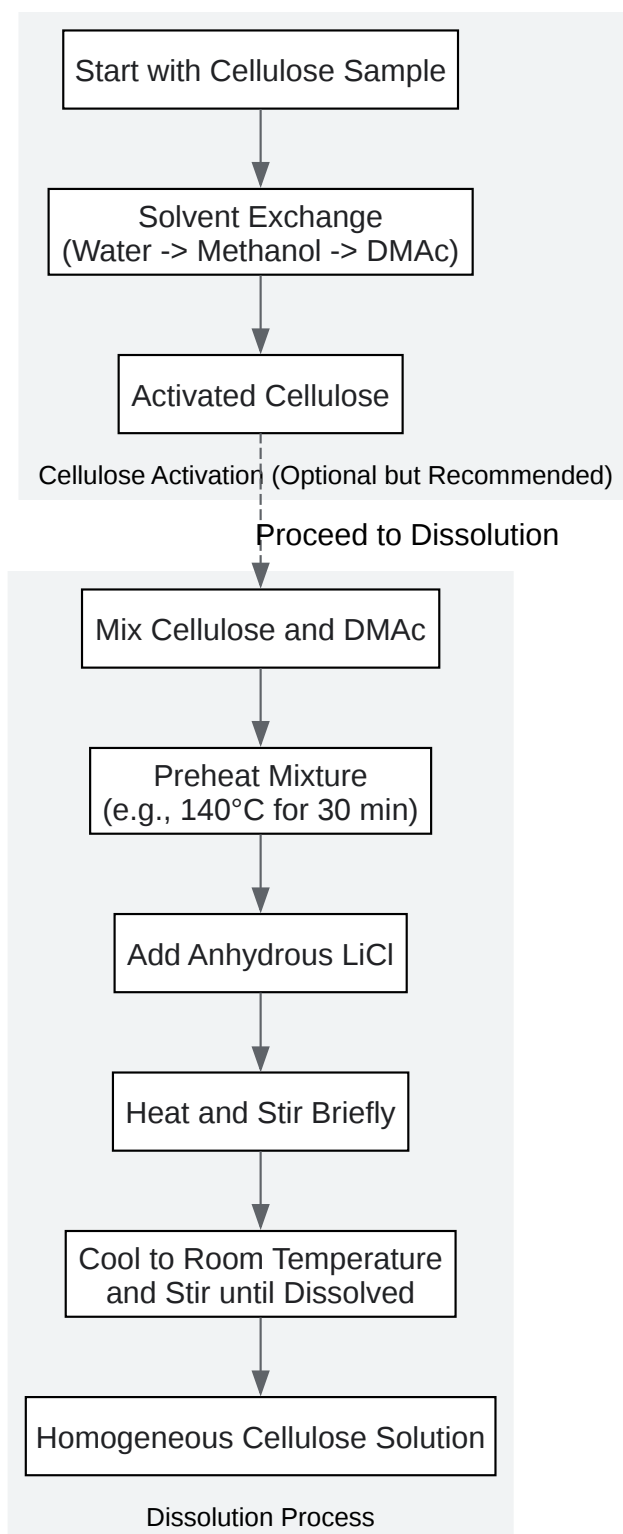 Start with Cellulose Sample
Solvent Exchange
(Water -> Methanol -> DMAc)
Activated Cellulose
Cellulose Activation (Optional but Recommended)
Proceed to Dissolution
Mix Cellulose and DMAc
Preheat Mixture
(e.g., 140°C for 30 min)
Add Anhydrous LiCl
Heat and Stir Briefly
Cool to Room Temperature
and Stir until Dissolved
Homogeneous Cellulose Solution
Dissolution Process